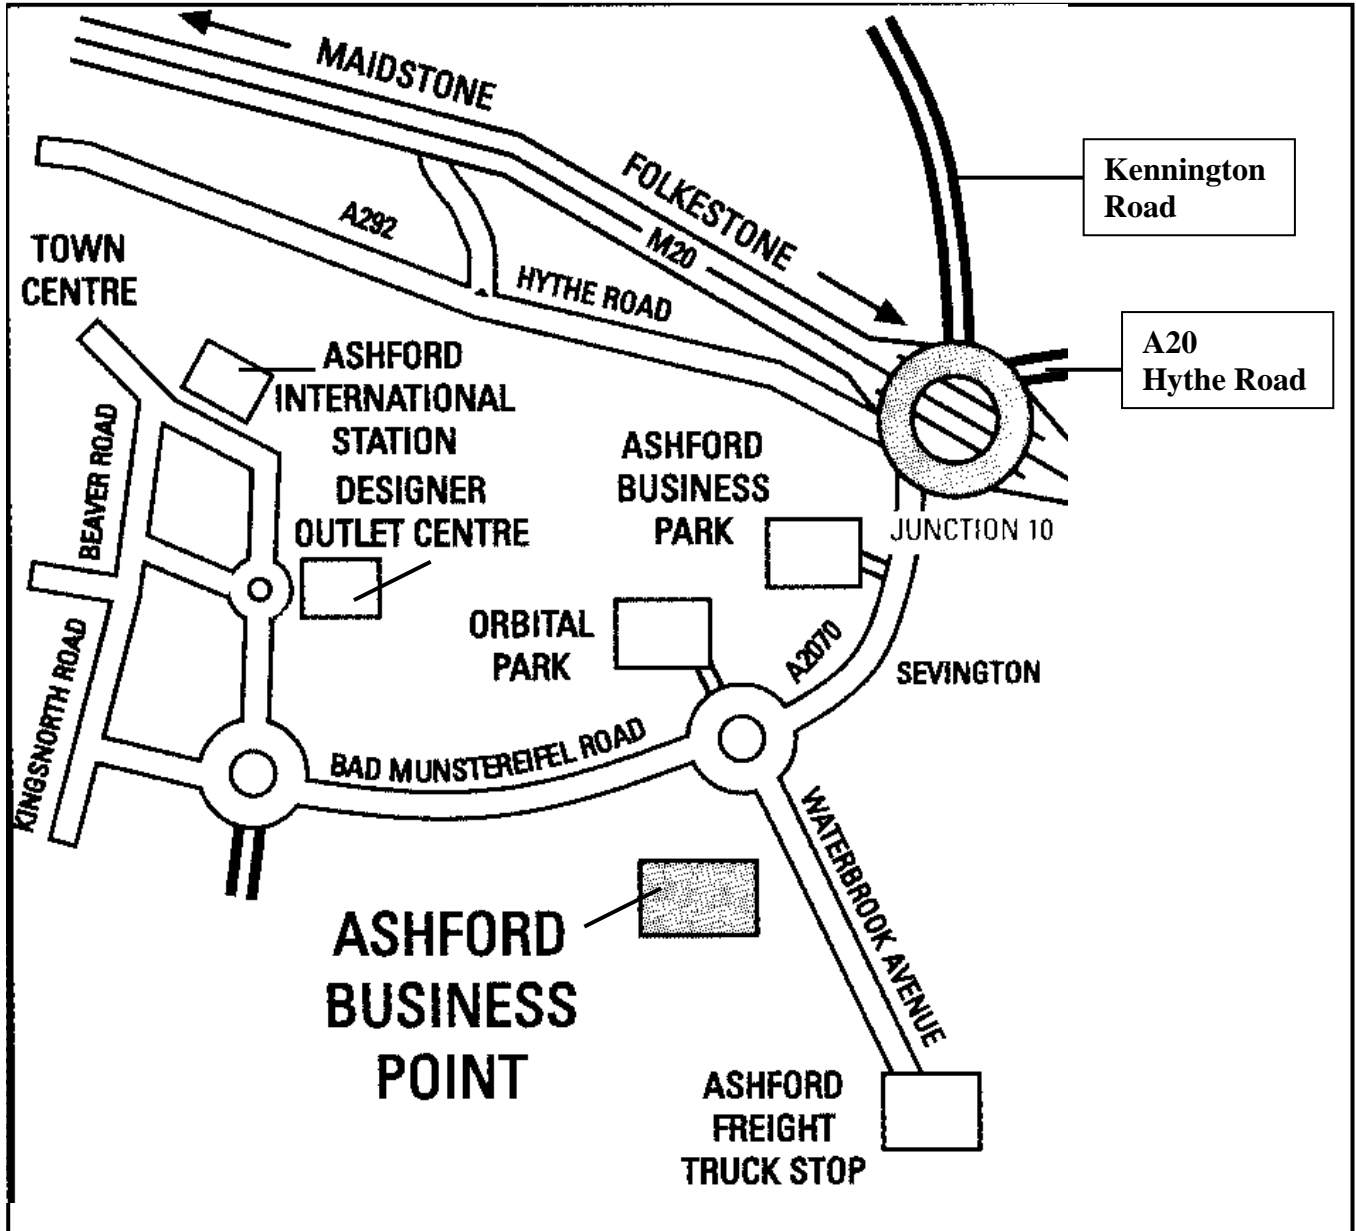 MAIDSTONE
FOLKESTONE
M20
Kennington
Road
A292
HYTHE ROAD
TOWN
CENTRE
A20
Hythe Road
ASHFORD
INTERNATIONAL
STATION
BEAVER ROAD
DESIGNER
OUTLET CENTRE
ASHFORD
BUSINESS
PARK
JUNCTION 10
ORBITAL
PARK
A2070
SEVINGTON
KINGSNORTH ROAD
BAD MUNSTEREIFEL ROAD
WATERBROOK AVENUE
ASHFORD
BUSINESS
POINT
ASHFORD
FREIGHT
TRUCK STOP